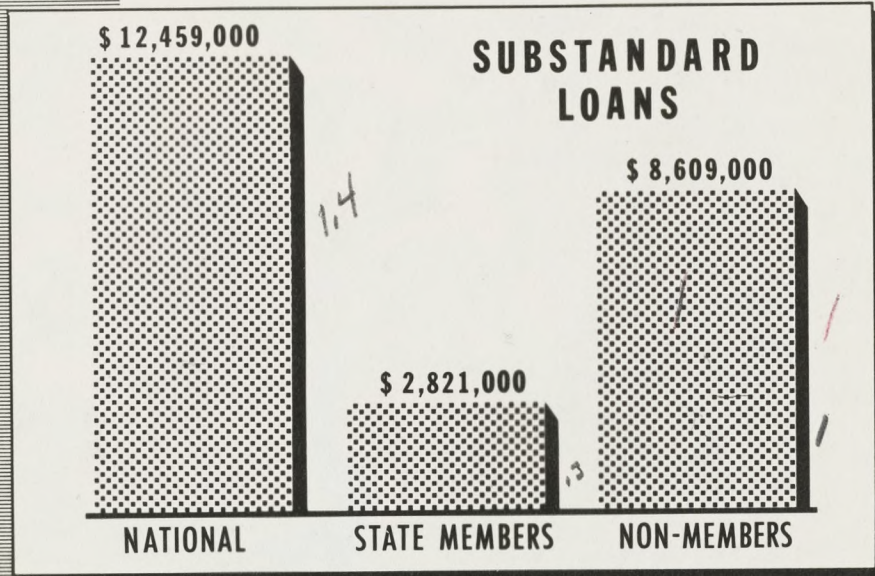 $ 12,459,000
SUBSTANDARD
LOANS
$ 8,609,000
1,4
$ 2,821,000
,3
NATIONAL
STATE MEMBERS
NON-MEMBERS